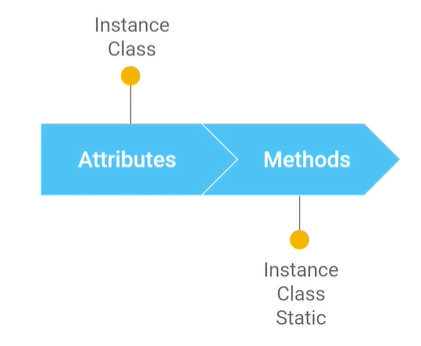 Instance
Class
Attributes
Methods
Instance
Class
Static